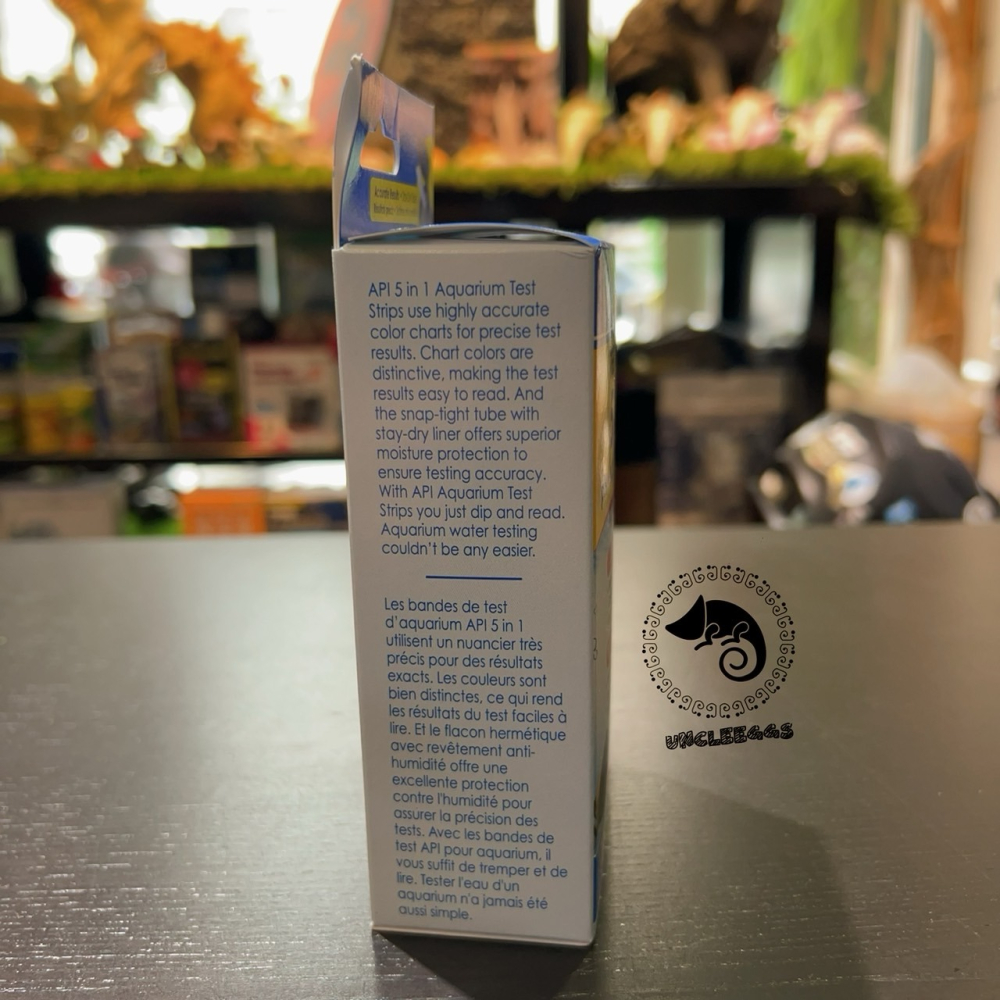 API 5 in 1 Aquarium Test
Strips use highly accurate
color charts for precise test
results. Chart colors are
distinctive, making the test
results easy to read. And
the snap-tight tube with
stay-dry liner offers superior
moisture protection to
ensure testing accuracy.
With API Aquarium Test
Strips you just dip and read.
Aquarium water testing
couldn't be any easier.
Les bandes de test
d'aquarium API 5 in 1
utilisent un nuancier très
précis pour des résultats
exacts. Les couleurs sont
bien distinctes, ce qui rend
les résultats du test faciles à
lire. Et le flacon hermétique
avec revêtement anti-
humidité offre une
excellente protection
contre l'humidité pour
assurer la précision des
tests. Avec les bandes de
test API pour aquarium, il
vous suffit de tremper et de
lire. Tester l'eau d'un
aquarium n'a jamais été
aussi simple.
UNCLEEGGS